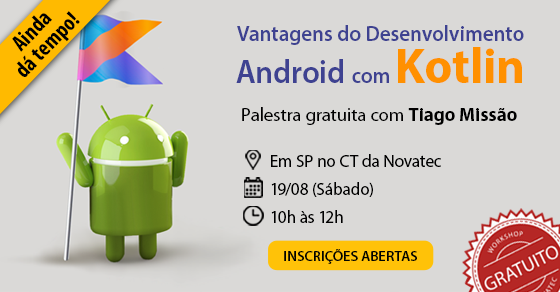 Ainda
dá tempo!
Vantagens do Desenvolvimento
Android com Kotlin
Palestra gratuita com Tiago Missão
Em SP no CT da Novatec
19/08 (Sábado)
10h às 12h
INSCRIÇÕES ABERTAS
WORKSHOP
GRATUITO